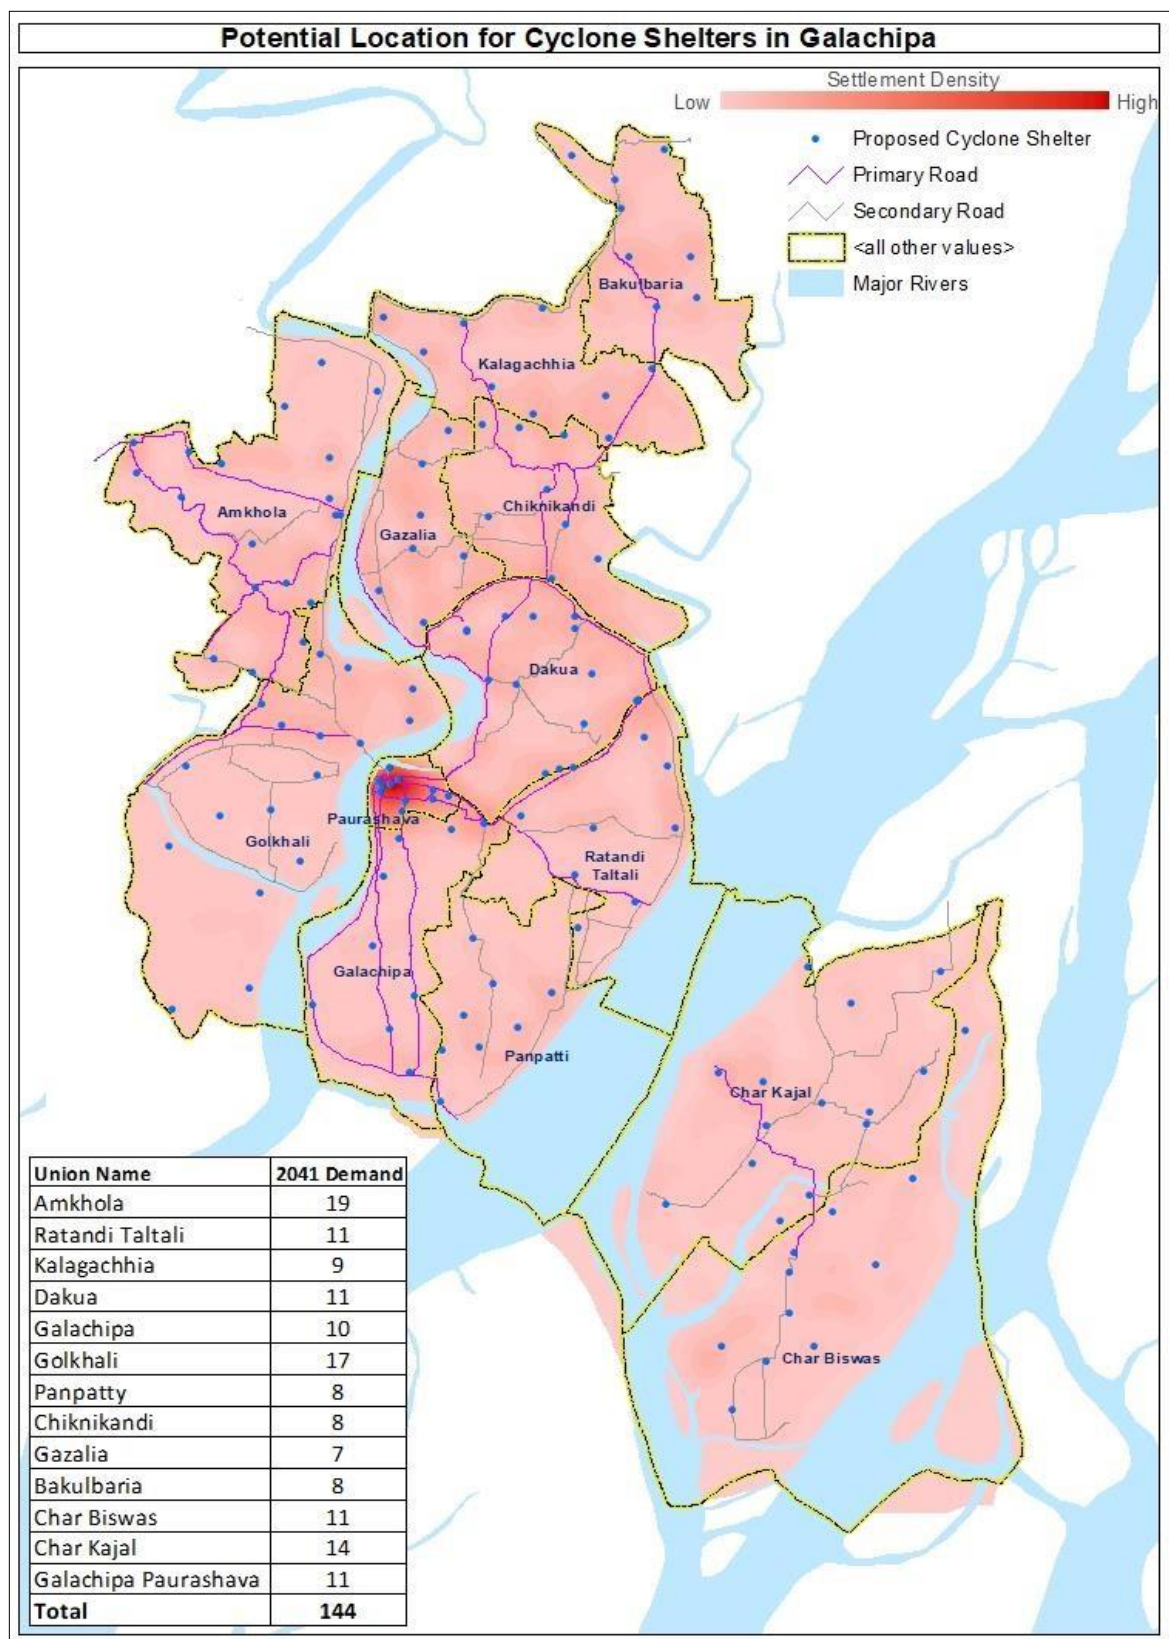 Potential Location for Cyclone Shelters in Galachipa
Settlement Density
Low High
Proposed Cyclone Shelter
Primary Road
Secondary Road
<all other values>
Major Rivers
Bakulbaria
Kalagachhia
Chiknikandi
Amkhola
Gazalia
Dakua
Paurashava
Golkhali
Ratandi
Taltali
Galachipa
Panpatti
Char Kajal
Char Biswas
Union Name 2041 Demand
Amkhola 19
Ratandi Taltali 11
Kalagachhia 9
Dakua 11
Galachipa 10
Golkhali 17
Panpatty 8
Chiknikandi 8
Gazalia 7
Bakulbaria 8
Char Biswas 11
Char Kajal 14
Galachipa Paurashava 11
Total 144